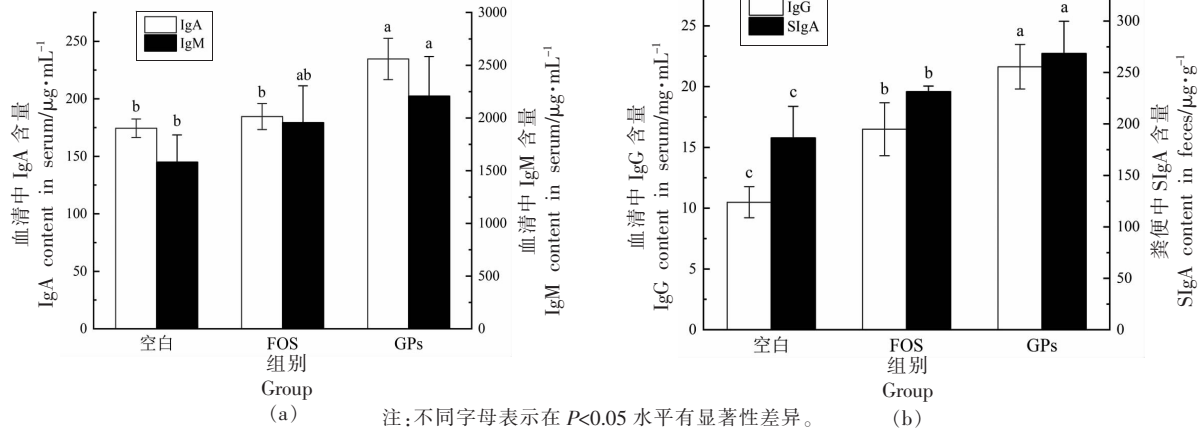 IgA
IgM
250
200
150
100
50
0
血清中 IgA 含量
IgA content in serum/μg·mL⁻¹
b
b
b
ab
a
a
3000
2500
2000
1500
1000
500
0
血清中 IgM 含量
IgM content in serum/μg·mL⁻¹
空白 FOS GPs
组别
Group
(a)
IgG
SIgA
25
20
15
10
5
0
血清中 IgG 含量
IgG content in serum/mg·mL⁻¹
c
c
b
b
a
a
300
250
200
150
100
50
0
粪便中 SIgA 含量
SIgA content in feces/μg·g⁻¹
空白 FOS GPs
组别
Group
(b)
注:不同字母表示在 P<0.05 水平有显著性差异。